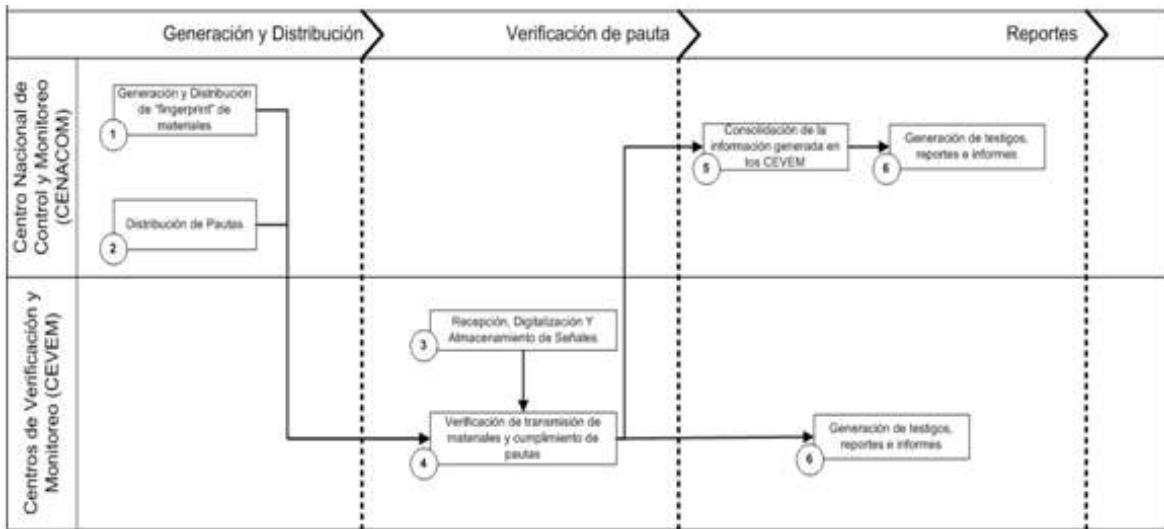 Generación y Distribución
Verificación de pauta
Reportes
Centro Nacional de
Control y Monitoreo
(CENACOM)
Generación y Distribución
de "fingerprint" de
materiales
1
Distribución de Pautas
2
Consolidación de la
información generada en
los CEVEM
5
Generación de testigos,
reportes e informes
6
Centros de Verificación y
Monitoreo (CEVEM)
Recepción, Digitalización Y
Almacenamiento de Señales
3
Verificación de transmisión de
materiales y cumplimiento de
pautas
4
Generación de testigos,
reportes e informes
6